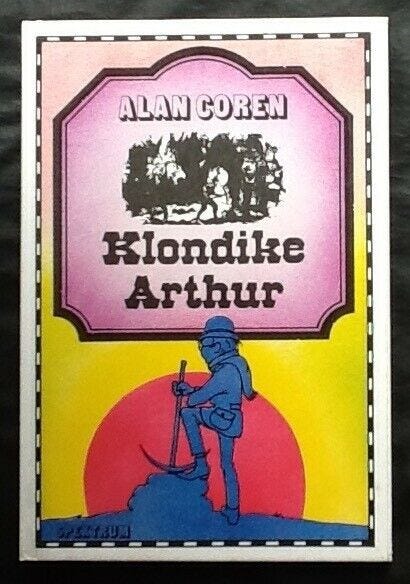 ALAN COREN
Klondike
Arthur
SPEKTRUM